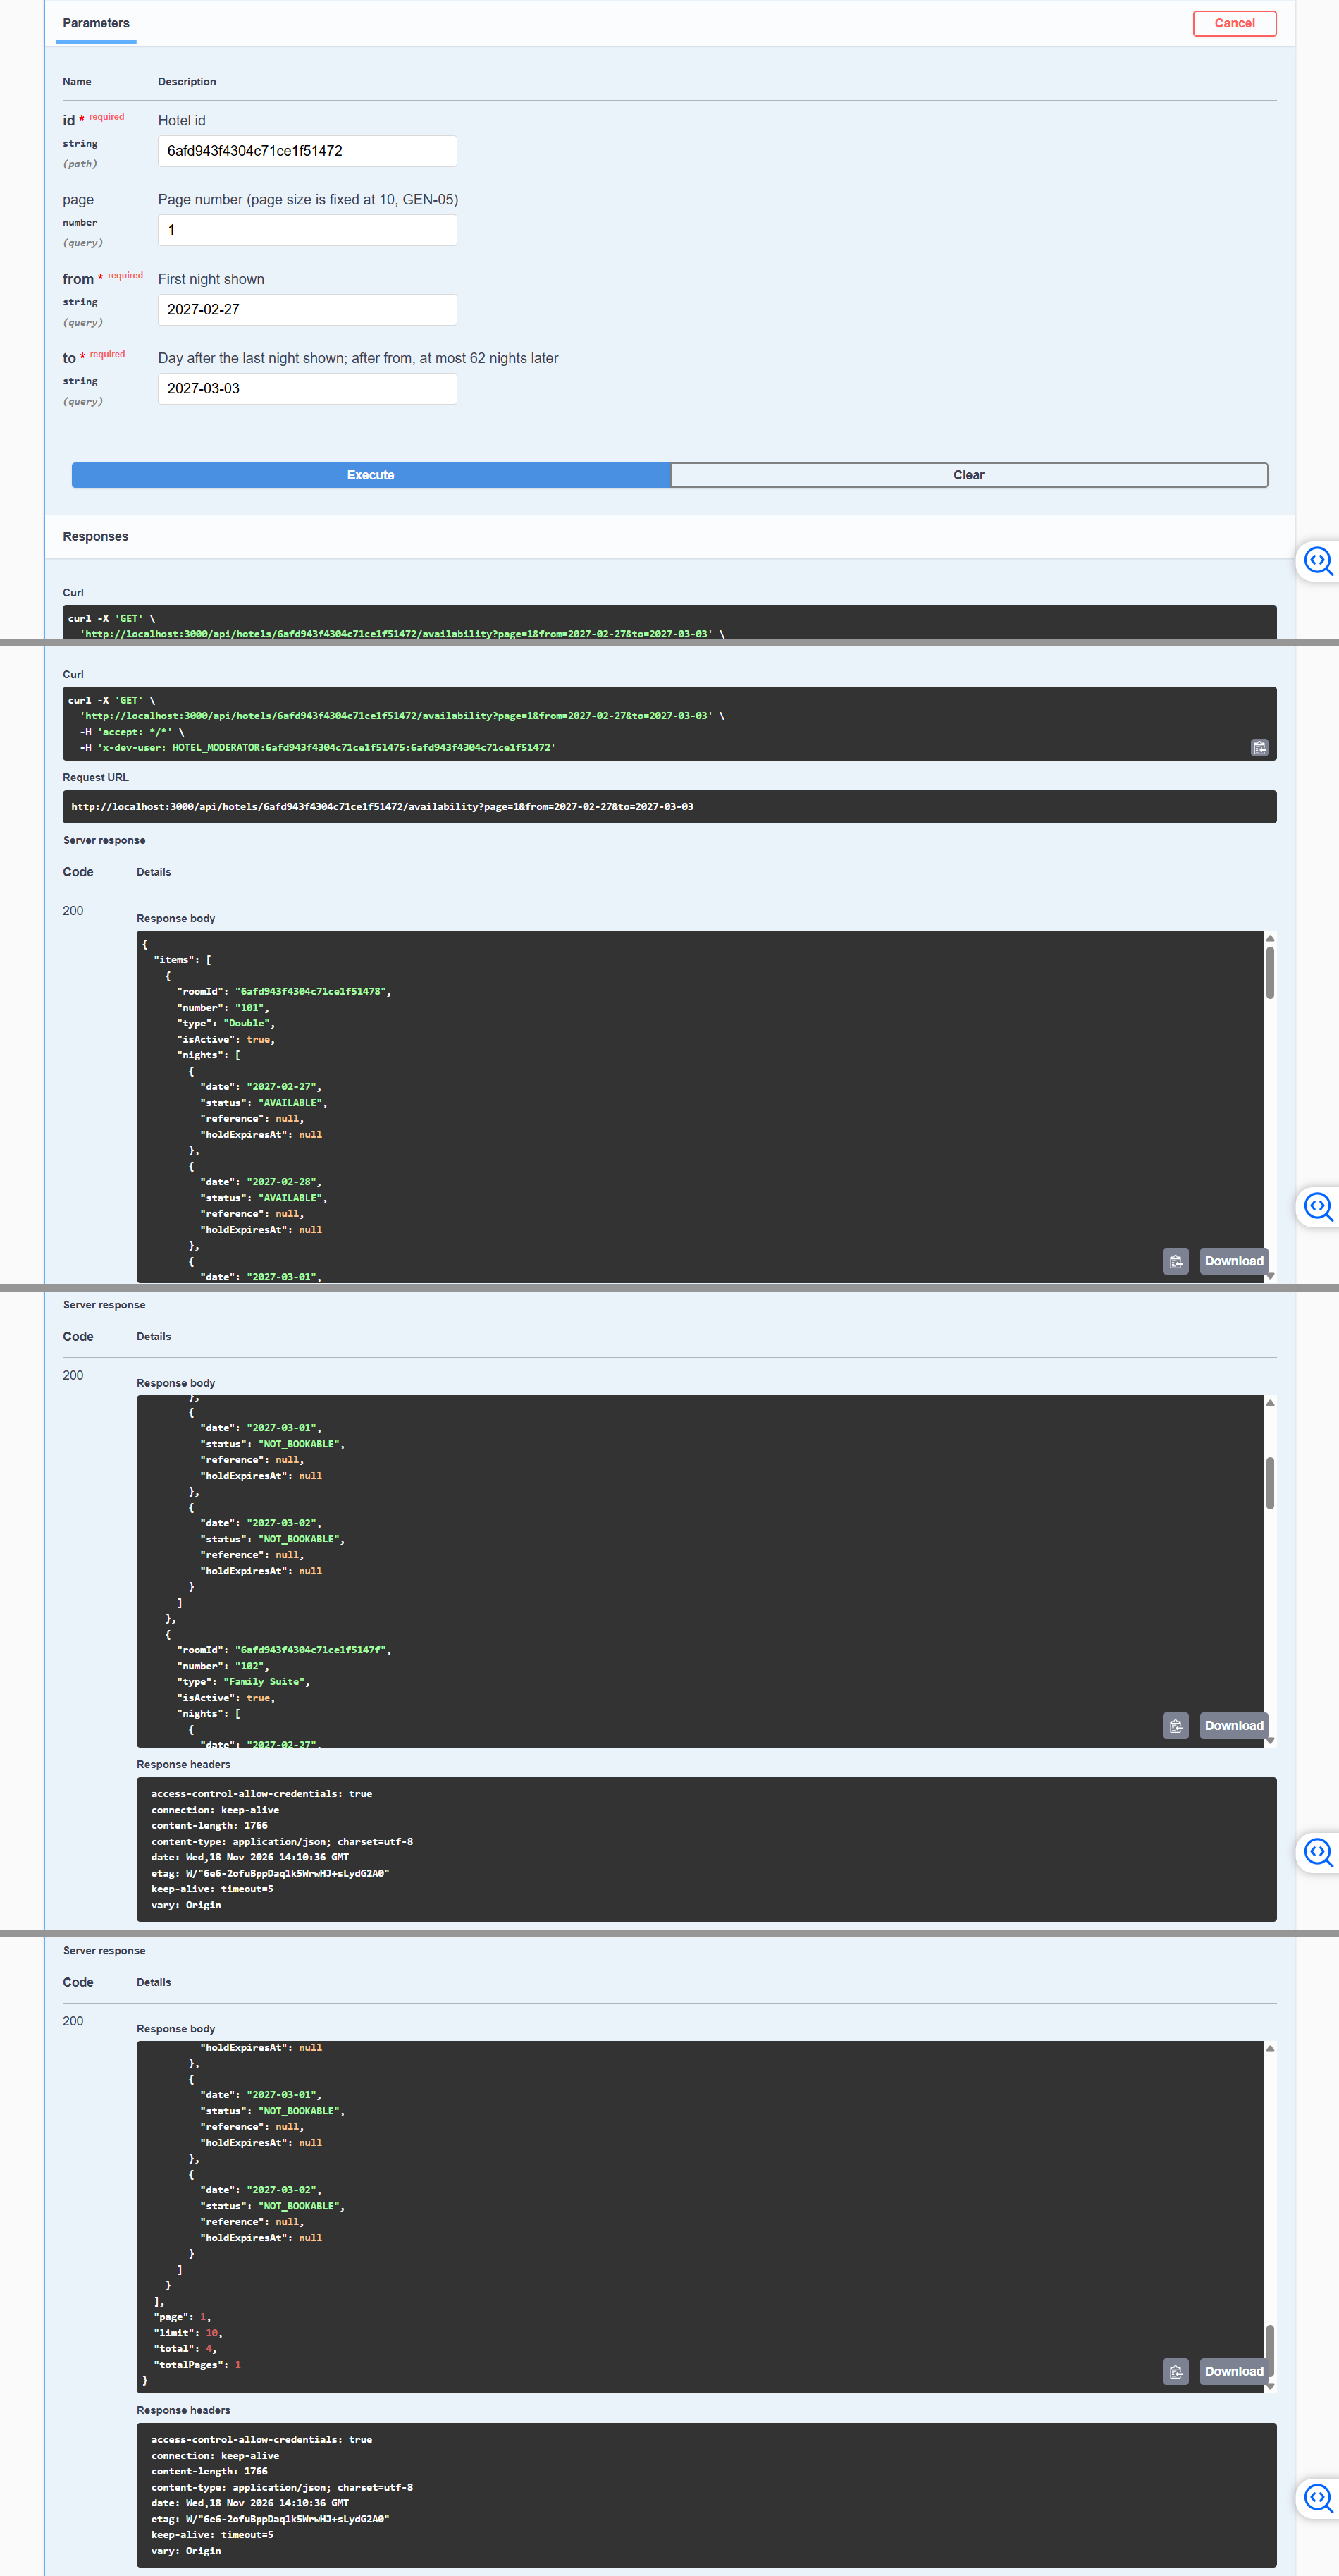 Parameters
Cancel
Name Description
id * required Hotel id
string
(path)
6afd943f4304c71ce1f51472
page Page number (page size is fixed at 10, GEN-05)
number
(query)
1
from * required First night shown
string
(query)
2027-02-27
to * required Day after the last night shown; after from, at most 62 nights later
string
(query)
2027-03-03
Execute Clear
Responses
Curl
curl -X 'GET' \
'http://localhost:3000/api/hotels/6afd943f4304c71ce1f51472/availability?page=1&from=2027-02-27&to=2027-03-03' \
Curl
curl -X 'GET' \
'http://localhost:3000/api/hotels/6afd943f4304c71ce1f51472/availability?page=1&from=2027-02-27&to=2027-03-03' \
-H 'accept: */*' \
-H 'x-dev-user: HOTEL_MODERATOR:6afd943f4304c71ce1f51475:6afd943f4304c71ce1f51472'
Request URL
http://localhost:3000/api/hotels/6afd943f4304c71ce1f51472/availability?page=1&from=2027-02-27&to=2027-03-03
Server response
Code Details
200
Response body
{
"items": [
{
"roomId": "6afd943f4304c71ce1f51478",
"number": "101",
"type": "Double",
"isActive": true,
"nights": [
{
"date": "2027-02-27",
"status": "AVAILABLE",
"reference": null,
"holdExpiresAt": null
},
{
"date": "2027-02-28",
"status": "AVAILABLE",
"reference": null,
"holdExpiresAt": null
},
{
"date": "2027-03-01",
Download
Server response
Code Details
200
Response body
},
{
"date": "2027-03-01",
"status": "NOT_BOOKABLE",
"reference": null,
"holdExpiresAt": null
},
{
"date": "2027-03-02",
"status": "NOT_BOOKABLE",
"reference": null,
"holdExpiresAt": null
}
]
},
{
"roomId": "6afd943f4304c71ce1f5147f",
"number": "102",
"type": "Family Suite",
"isActive": true,
"nights": [
{
"date": "2027-02-27",
Download
Response headers
access-control-allow-credentials: true
connection: keep-alive
content-length: 1766
content-type: application/json; charset=utf-8
date: Wed,18 Nov 2026 14:10:36 GMT
etag: W/"6e6-2ofuBppDaq1k5WrwHJ+sLydG2A0"
keep-alive: timeout=5
vary: Origin
Server response
Code Details
200
Response body
"holdExpiresAt": null
},
{
"date": "2027-03-01",
"status": "NOT_BOOKABLE",
"reference": null,
"holdExpiresAt": null
},
{
"date": "2027-03-02",
"status": "NOT_BOOKABLE",
"reference": null,
"holdExpiresAt": null
}
]
}
],
"page": 1,
"limit": 10,
"total": 4,
"totalPages": 1
}
Download
Response headers
access-control-allow-credentials: true
connection: keep-alive
content-length: 1766
content-type: application/json; charset=utf-8
date: Wed,18 Nov 2026 14:10:36 GMT
etag: W/"6e6-2ofuBppDaq1k5WrwHJ+sLydG2A0"
keep-alive: timeout=5
vary: Origin